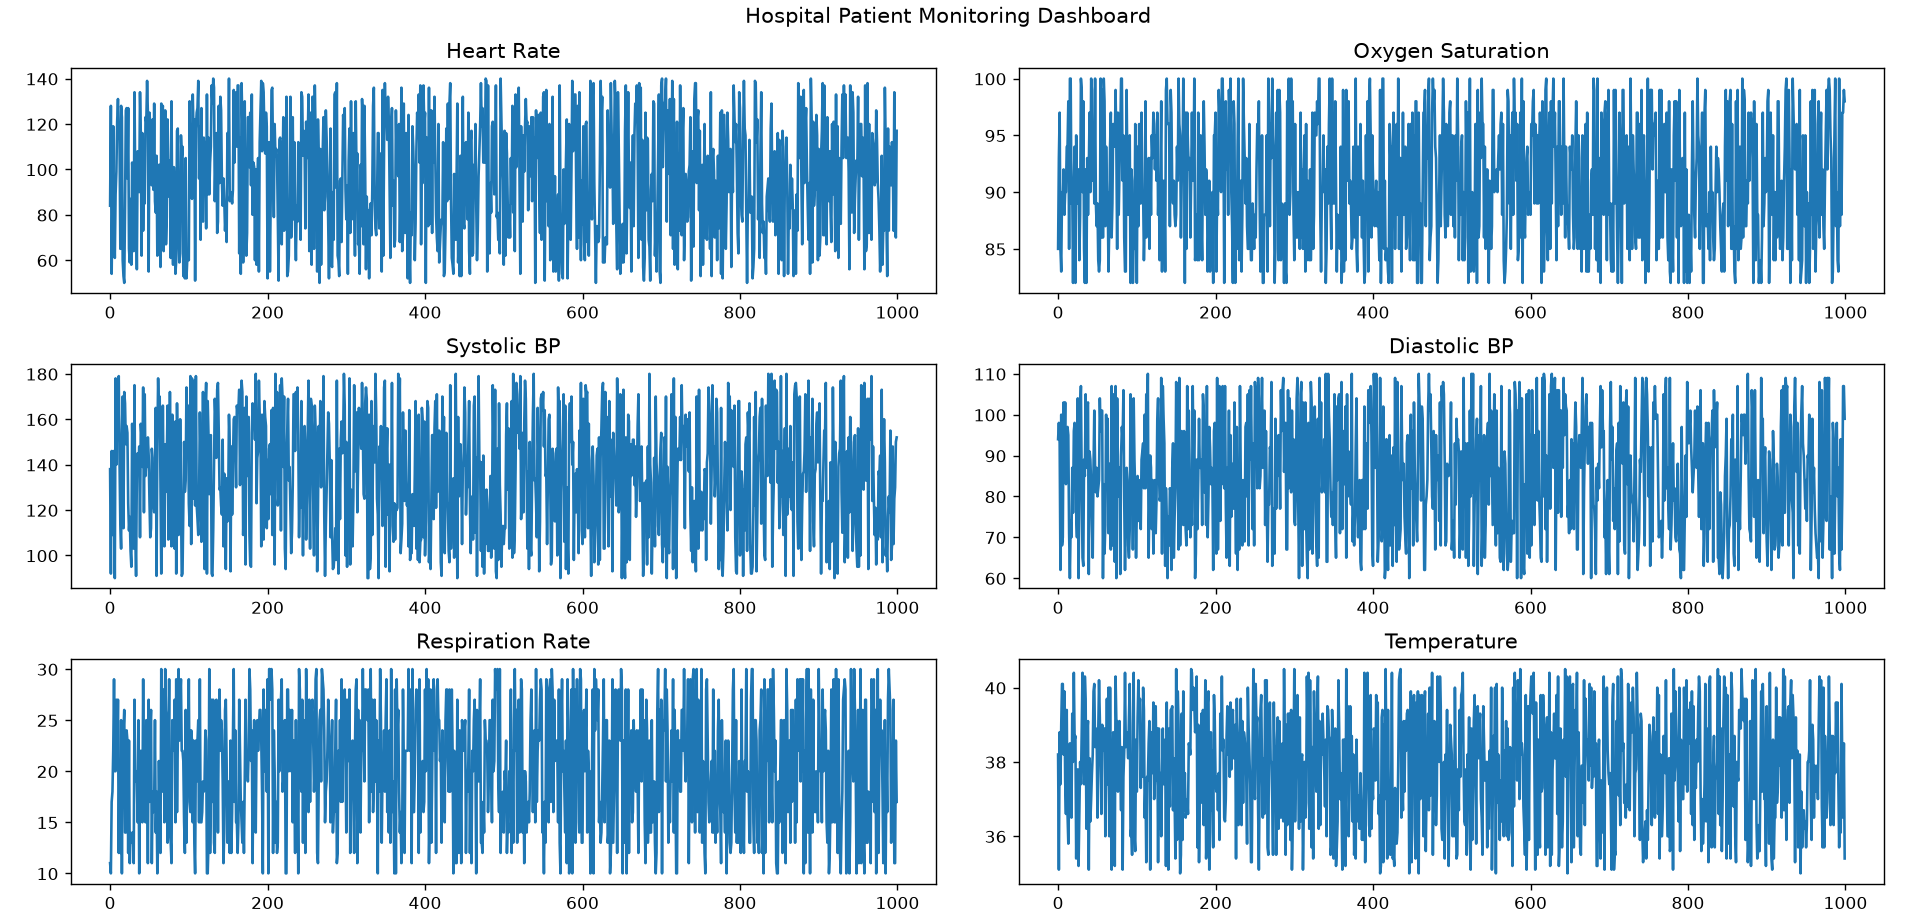 Hospital Patient Monitoring Dashboard
Heart Rate
140
120
100
80
60
0 200 400 600 800 1000
Oxygen Saturation
100
95
90
85
0 200 400 600 800 1000
Systolic BP
180
160
140
120
100
0 200 400 600 800 1000
Diastolic BP
110
100
90
80
70
60
0 200 400 600 800 1000
Respiration Rate
30
25
20
15
10
0 200 400 600 800 1000
Temperature
40
38
36
0 200 400 600 800 1000